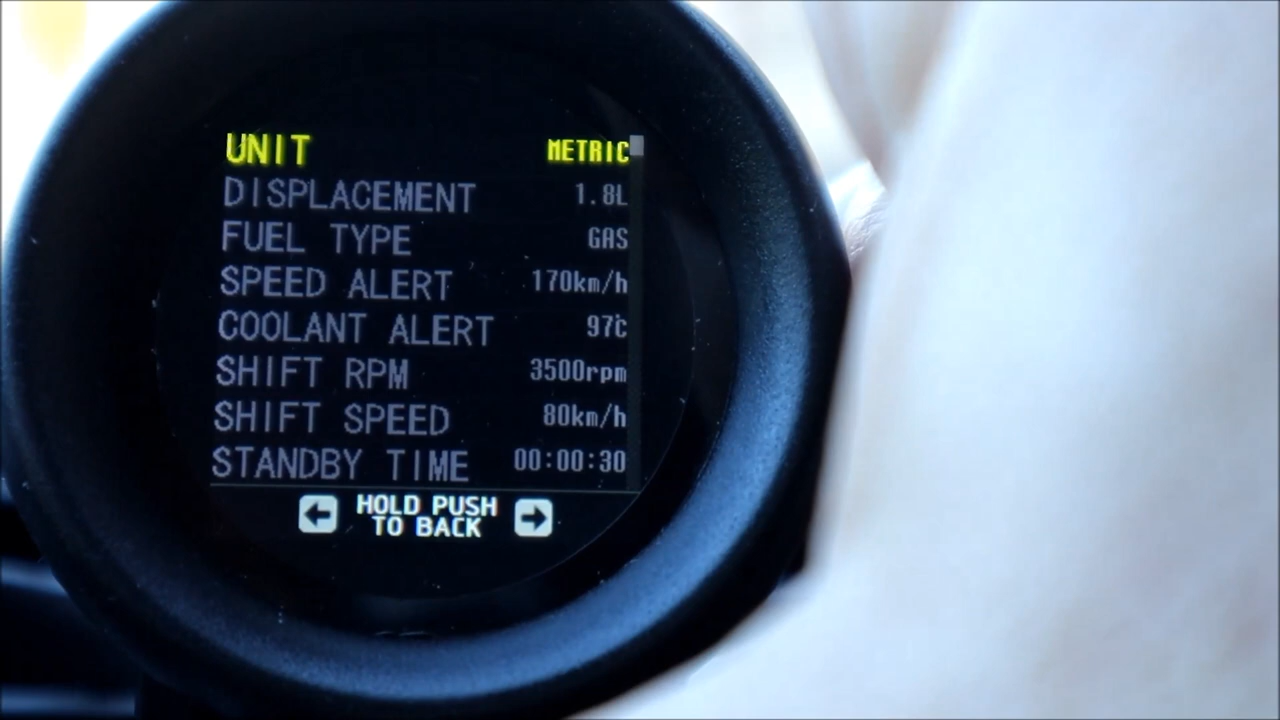 UNIT METRIC
DISPLACEMENT 1.8L
FUEL TYPE GAS
SPEED ALERT 170km/h
COOLANT ALERT 97℃
SHIFT RPM 3500rpm
SHIFT SPEED 80km/h
STANDBY TIME 00:00:30
HOLD PUSH
TO BACK